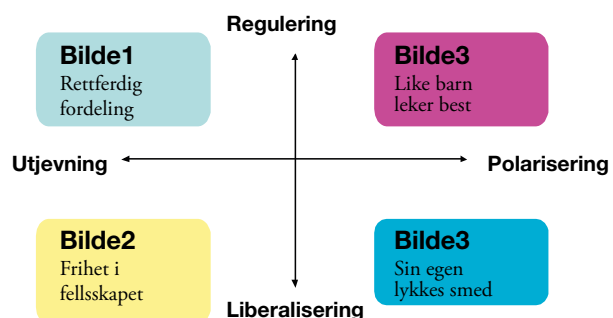 Regulering
Bilde1
Rettferdig
fordeling
Bilde3
Like barn
leker best
Utjevning
Polarisering
Bilde2
Frihet i
fellsskapet
Bilde3
Sin egen
lykkes smed
Liberalisering